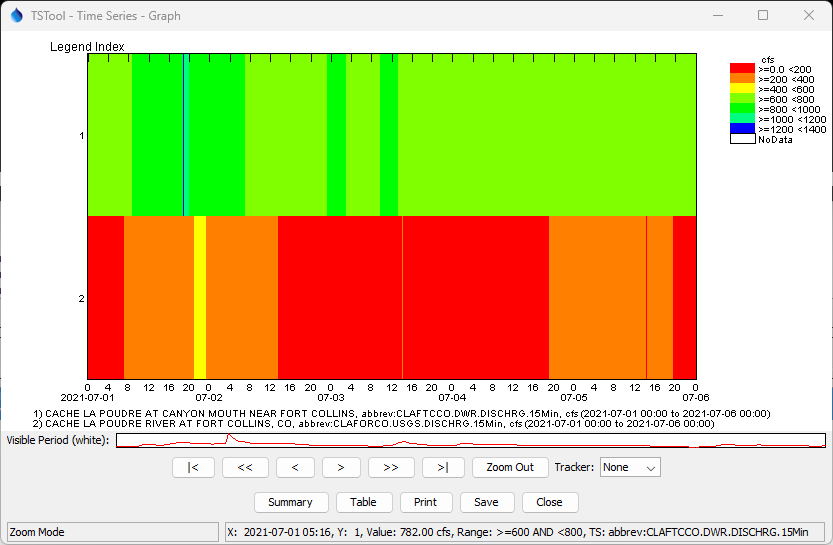 TSTool - Time Series - Graph
Legend Index
cfs
>=0.0 <200
>=200 <400
>=400 <600
>=600 <800
>=800 <1000
>=1000 <1200
>=1200 <1400
NoData
1
2
0 4 8 12 16 20 0 4 8 12 16 20 0 4 8 12 16 20 0 4 8 12 16 20 0 4 8 12 16 20 0
2021-07-01 07-02 07-03 07-04 07-05 07-06
1) CACHE LA POUDRE AT CANYON MOUTH NEAR FORT COLLINS, abbrev:CLAFTCCO.DWR.DISCHRG.15Min, cfs (2021-07-01 00:00 to 2021-07-06 00:00)
2) CACHE LA POUDRE RIVER AT FORT COLLINS, CO, abbrev:CLAFORCO.USGS.DISCHRG.15Min, cfs (2021-07-01 00:00 to 2021-07-06 00:00)
Visible Period (white):
|< << < > >> >| Zoom Out Tracker: None
Summary Table Print Save Close
Zoom Mode X: 2021-07-01 05:16, Y: 1, Value: 782.00 cfs, Range: >=600 AND <800, TS: abbrev:CLAFTCCO.DWR.DISCHRG.15Min